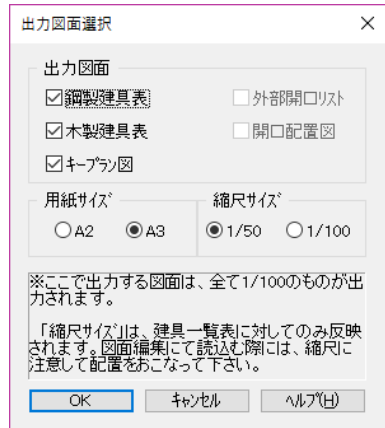 出力図面選択
出力図面
鋼製建具表
外部開口リスト
木製建具表
開口配置図
キープラン図
用紙サイズ
縮尺サイズ
A2 A3
1/50 1/100
※ここで出力する図面は、全て1/100のものが出
力されます。
「縮尺サイズ」は、建具一覧表に対してのみ反映
されます。図面編集にて読込む際には、縮尺に
注意して配置をおこなって下さい。
OK キャンセル ヘルプ(H)